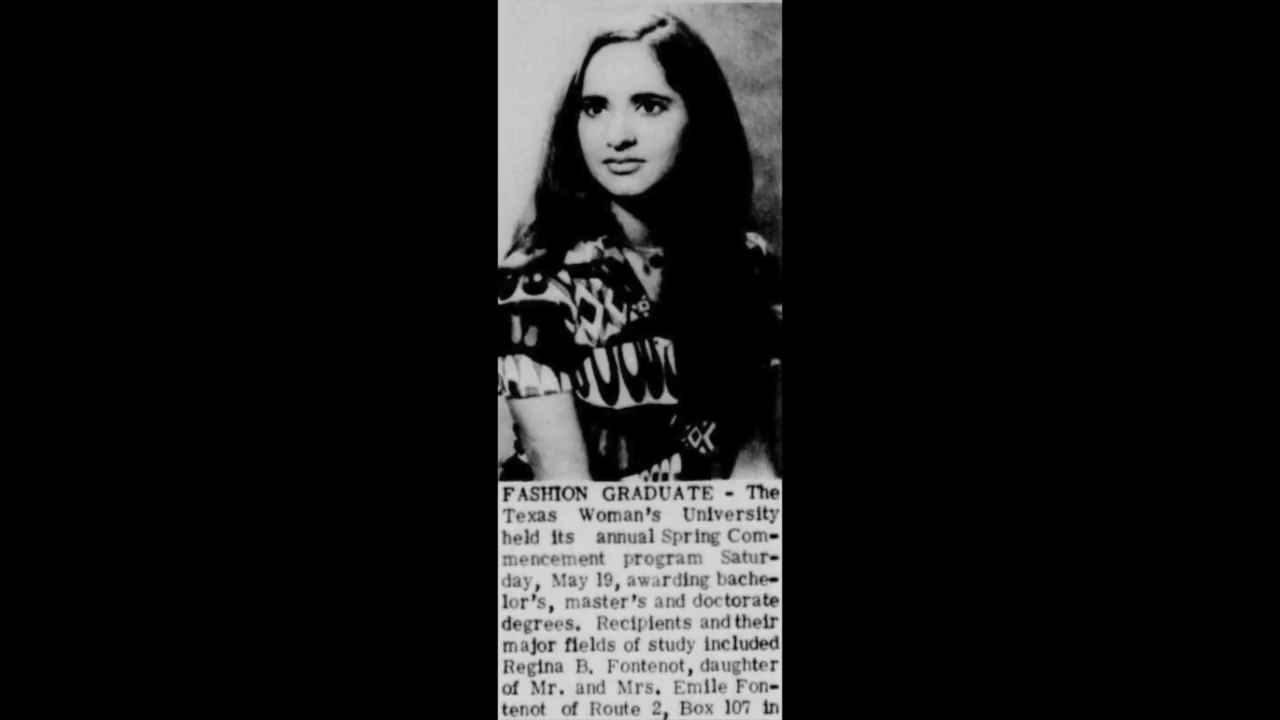 FASHION GRADUATE - The
Texas Woman's University
held its annual Spring Com-
mencement program Satur-
day, May 19, awarding bache-
lor's, master's and doctorate
degrees. Recipients and their
major fields of study included
Regina B. Fontenot, daughter
of Mr. and Mrs. Emile Fon-
tenot of Route 2, Box 107 in